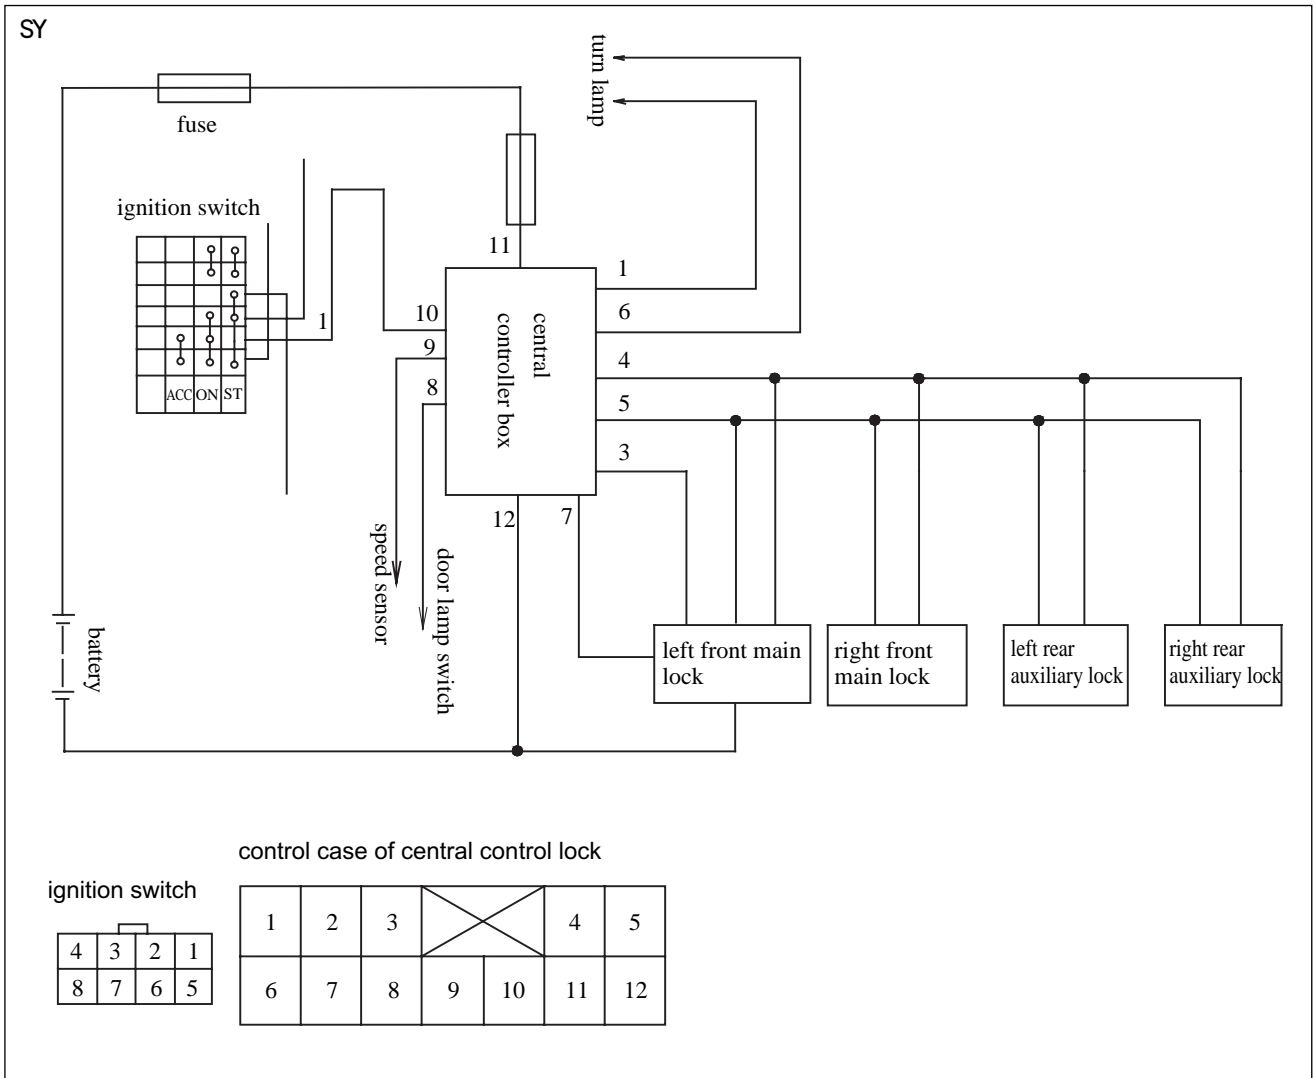 SY
turn lamp
fuse
ignition switch
11
1
10
6
1
9
4
8
5
ACC ON ST
central
controller box
3
12
7
speed sensor
door lamp switch
battery
left front main
lock
right front
main lock
left rear
auxiliary lock
right rear
auxiliary lock
control case of central control lock
ignition switch
1 2 3 4 5
4 3 2 1
6 7 8 9 10 11 12
8 7 6 5